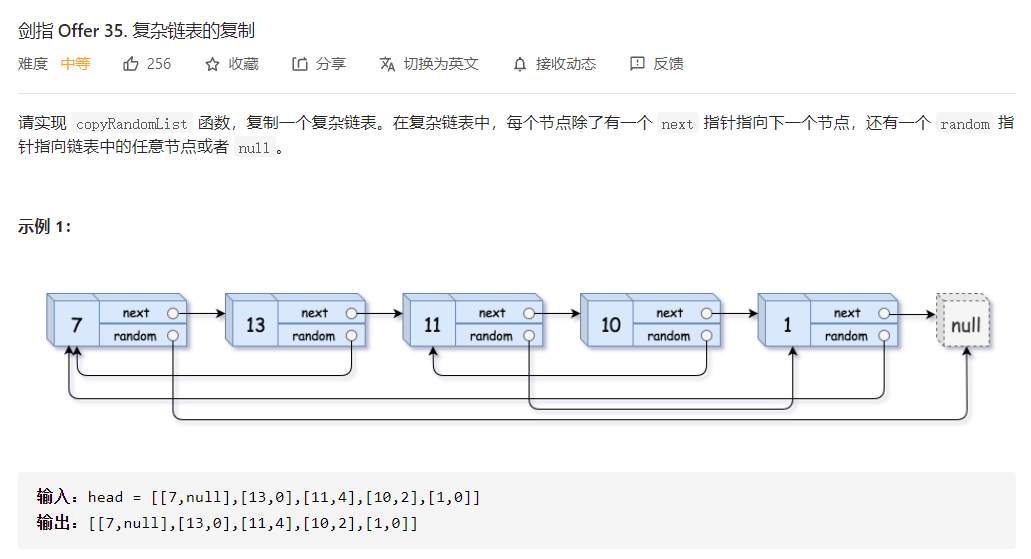 剑指 Offer 35. 复杂链表的复制
难度 中等 256 收藏 分享 切换为英文 接收动态 反馈
请实现 copyRandomList 函数，复制一个复杂链表。在复杂链表中，每个节点除了有一个 next 指针指向下一个节点，还有一个 random 指
针指向链表中的任意节点或者 null 。
示例 1：
7 next random 13 next random 11 next random 10 next random 1 next random null
输入：head = [[7,null],[13,0],[11,4],[10,2],[1,0]]
输出：[[7,null],[13,0],[11,4],[10,2],[1,0]]